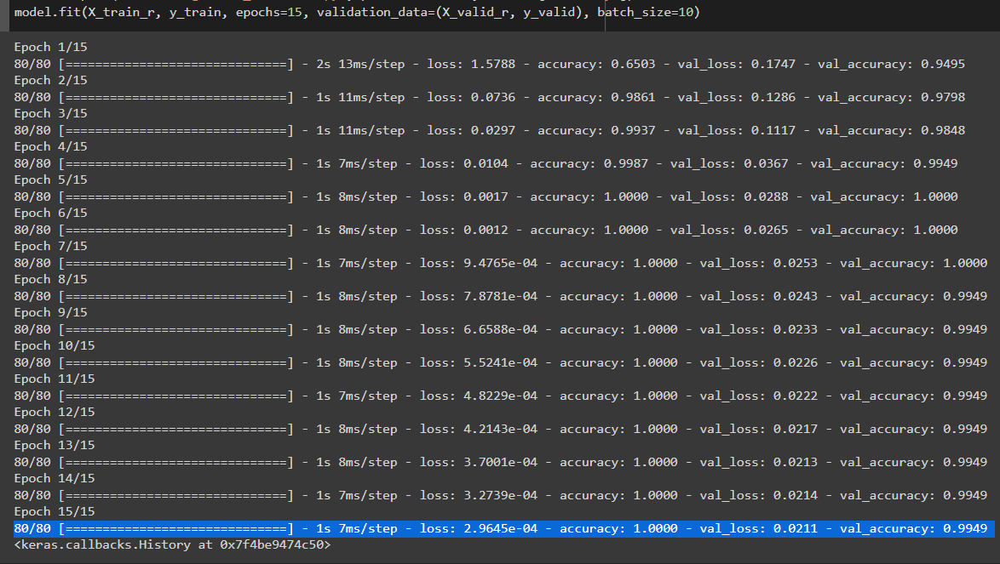 model.fit(X_train_r, y_train, epochs=15, validation_data=(X_valid_r, y_valid), batch_size=10)
Epoch 1/15
80/80 [==============================] - 2s 13ms/step - loss: 1.5788 - accuracy: 0.6503 - val_loss: 0.1747 - val_accuracy: 0.9495
Epoch 2/15
80/80 [==============================] - 1s 11ms/step - loss: 0.0736 - accuracy: 0.9861 - val_loss: 0.1286 - val_accuracy: 0.9798
Epoch 3/15
80/80 [==============================] - 1s 11ms/step - loss: 0.0297 - accuracy: 0.9937 - val_loss: 0.1117 - val_accuracy: 0.9848
Epoch 4/15
80/80 [==============================] - 1s 7ms/step - loss: 0.0104 - accuracy: 0.9987 - val_loss: 0.0367 - val_accuracy: 0.9949
Epoch 5/15
80/80 [==============================] - 1s 8ms/step - loss: 0.0017 - accuracy: 1.0000 - val_loss: 0.0288 - val_accuracy: 1.0000
Epoch 6/15
80/80 [==============================] - 1s 8ms/step - loss: 0.0012 - accuracy: 1.0000 - val_loss: 0.0265 - val_accuracy: 1.0000
Epoch 7/15
80/80 [==============================] - 1s 7ms/step - loss: 9.4765e-04 - accuracy: 1.0000 - val_loss: 0.0253 - val_accuracy: 1.0000
Epoch 8/15
80/80 [==============================] - 1s 8ms/step - loss: 7.8781e-04 - accuracy: 1.0000 - val_loss: 0.0243 - val_accuracy: 0.9949
Epoch 9/15
80/80 [==============================] - 1s 8ms/step - loss: 6.6588e-04 - accuracy: 1.0000 - val_loss: 0.0233 - val_accuracy: 0.9949
Epoch 10/15
80/80 [==============================] - 1s 8ms/step - loss: 5.5241e-04 - accuracy: 1.0000 - val_loss: 0.0226 - val_accuracy: 0.9949
Epoch 11/15
80/80 [==============================] - 1s 7ms/step - loss: 4.8229e-04 - accuracy: 1.0000 - val_loss: 0.0222 - val_accuracy: 0.9949
Epoch 12/15
80/80 [==============================] - 1s 8ms/step - loss: 4.2143e-04 - accuracy: 1.0000 - val_loss: 0.0217 - val_accuracy: 0.9949
Epoch 13/15
80/80 [==============================] - 1s 8ms/step - loss: 3.7001e-04 - accuracy: 1.0000 - val_loss: 0.0213 - val_accuracy: 0.9949
Epoch 14/15
80/80 [==============================] - 1s 7ms/step - loss: 3.2739e-04 - accuracy: 1.0000 - val_loss: 0.0214 - val_accuracy: 0.9949
Epoch 15/15
80/80 [==============================] - 1s 7ms/step - loss: 2.9645e-04 - accuracy: 1.0000 - val_loss: 0.0211 - val_accuracy: 0.9949
<keras.callbacks.History at 0x7f4be9474c50>